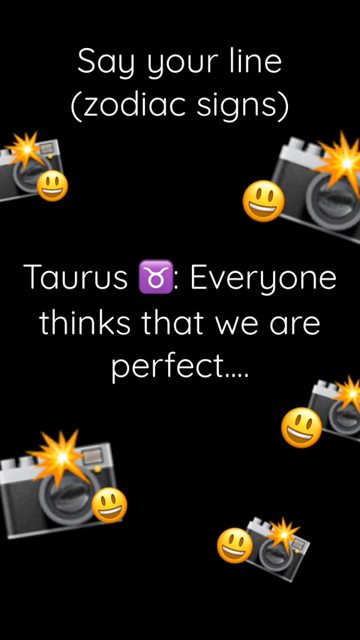 Say your line
(zodiac signs)
Taurus ♉: Everyone
thinks that we are
perfect....